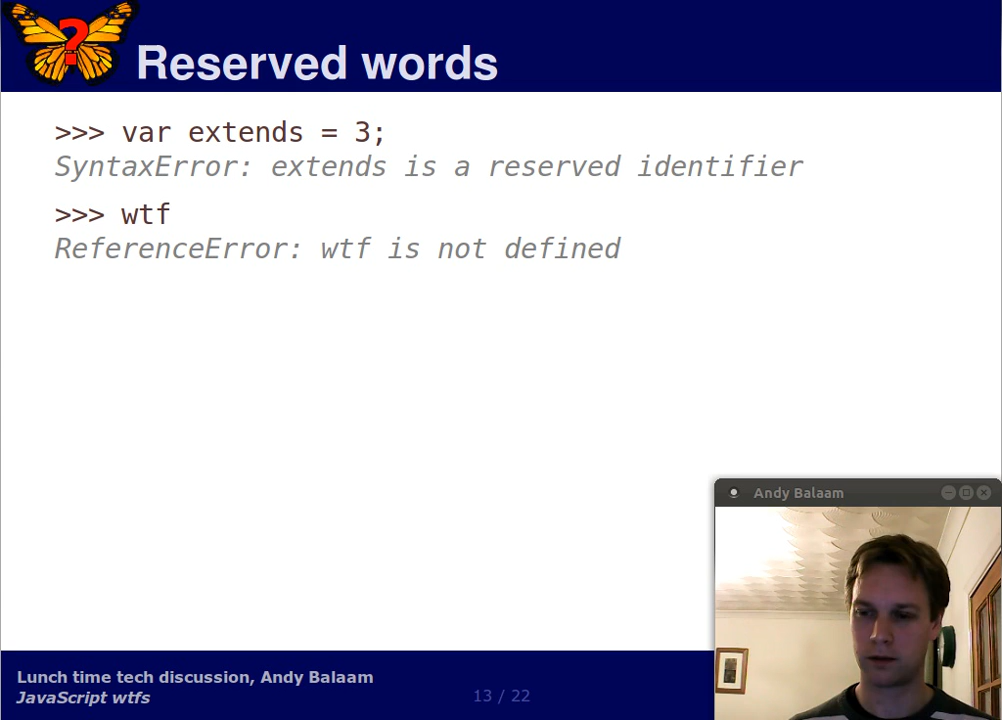 ?
Reserved words
>>> var extends = 3;
SyntaxError: extends is a reserved identifier
>>> wtf
ReferenceError: wtf is not defined
Andy Balaam
Lunch time tech discussion, Andy Balaam
JavaScript wtfs
13 / 22